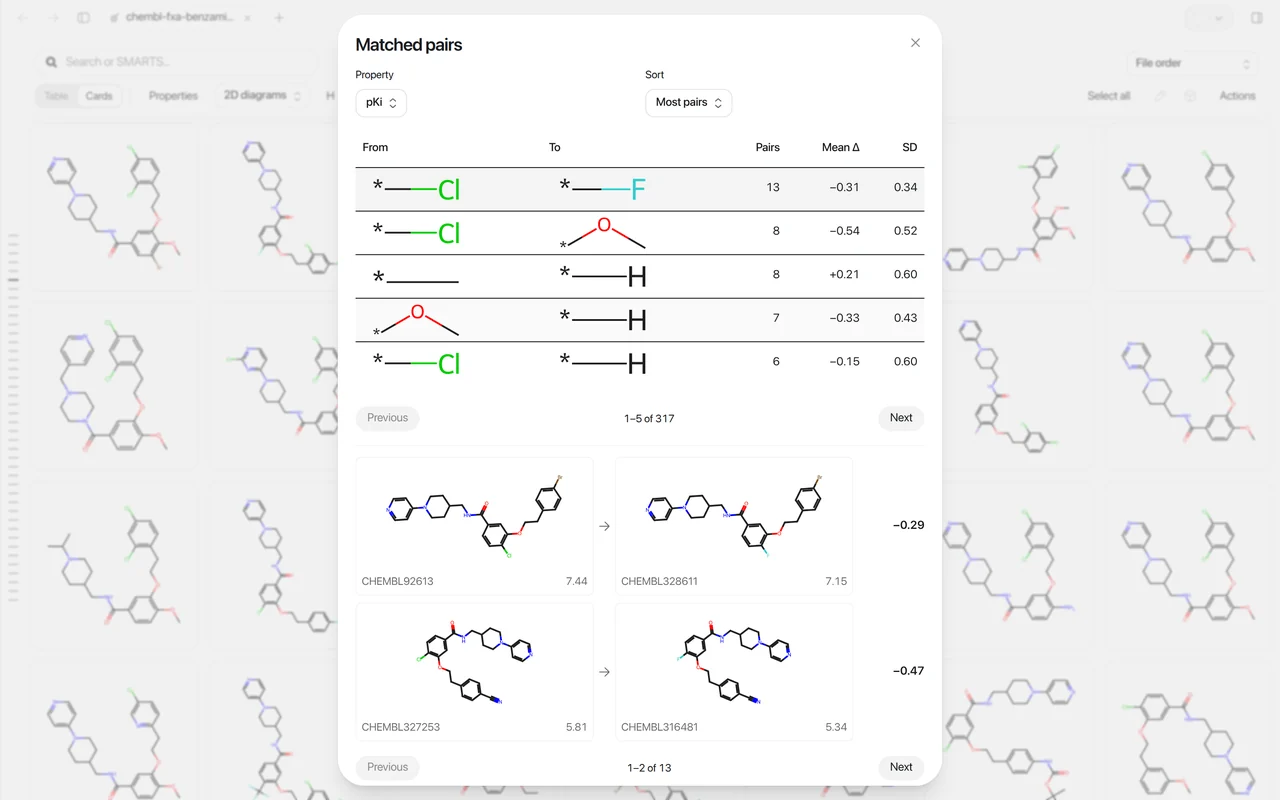 chembl-fxa-benzami...
Search or SMARTS...
File order
Table Cards Properties 2D diagrams H Select all Actions
Matched pairs
Property Sort
pKi Most pairs
From To Pairs Mean Δ SD
*—Cl *—F 13 −0.31 0.34
*—Cl * O 8 −0.54 0.52
* *—H 8 +0.21 0.60
* O *—H 7 −0.33 0.43
*—Cl *—H 6 −0.15 0.60
Previous 1–5 of 317 Next
→ −0.29
CHEMBL92613 7.44 CHEMBL328611 7.15
→ −0.47
CHEMBL327253 5.81 CHEMBL316481 5.34
Previous 1–2 of 13 Next